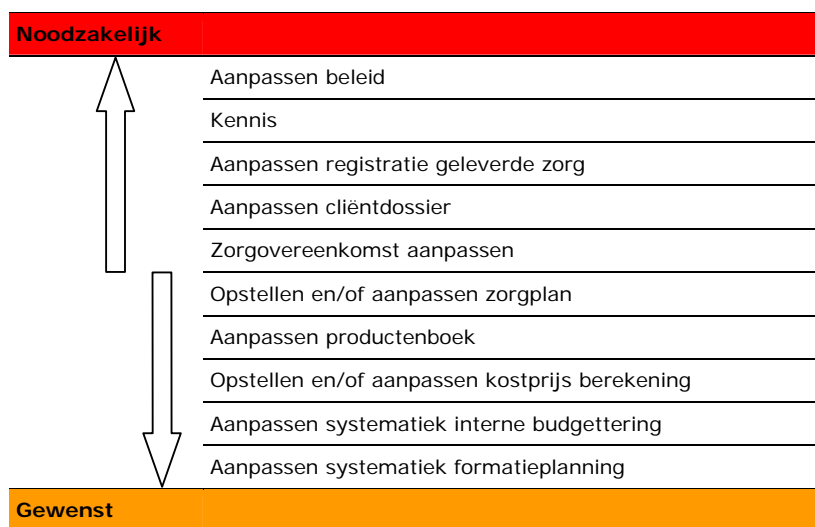 Noodzakelijk
Aanpassen beleid
Kennis
Aanpassen registratie geleverde zorg
Aanpassen cliëntdossier
Zorgovereenkomst aanpassen
Opstellen en/of aanpassen zorgplan
Aanpassen productenboek
Opstellen en/of aanpassen kostprijs berekening
Aanpassen systematiek interne budgettering
Aanpassen systematiek formatieplanning
Gewenst